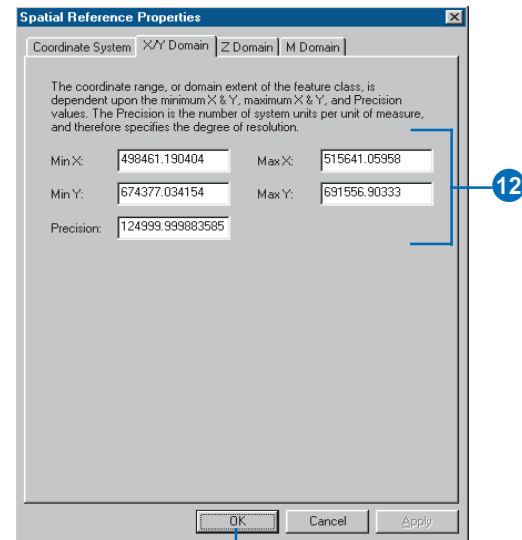 Spatial Reference Properties
Coordinate System X/Y Domain Z Domain M Domain
The coordinate range, or domain extent of the feature class, is
dependent upon the minimum X & Y, maximum X & Y, and Precision
values. The Precision is the number of system units per unit of measure,
and therefore specifies the degree of resolution.
Min X: 498461.190404 Max X: 515641.05958
Min Y: 674377.034154 Max Y: 691556.90333
Precision: 124999.999883585
12
OK Cancel Apply